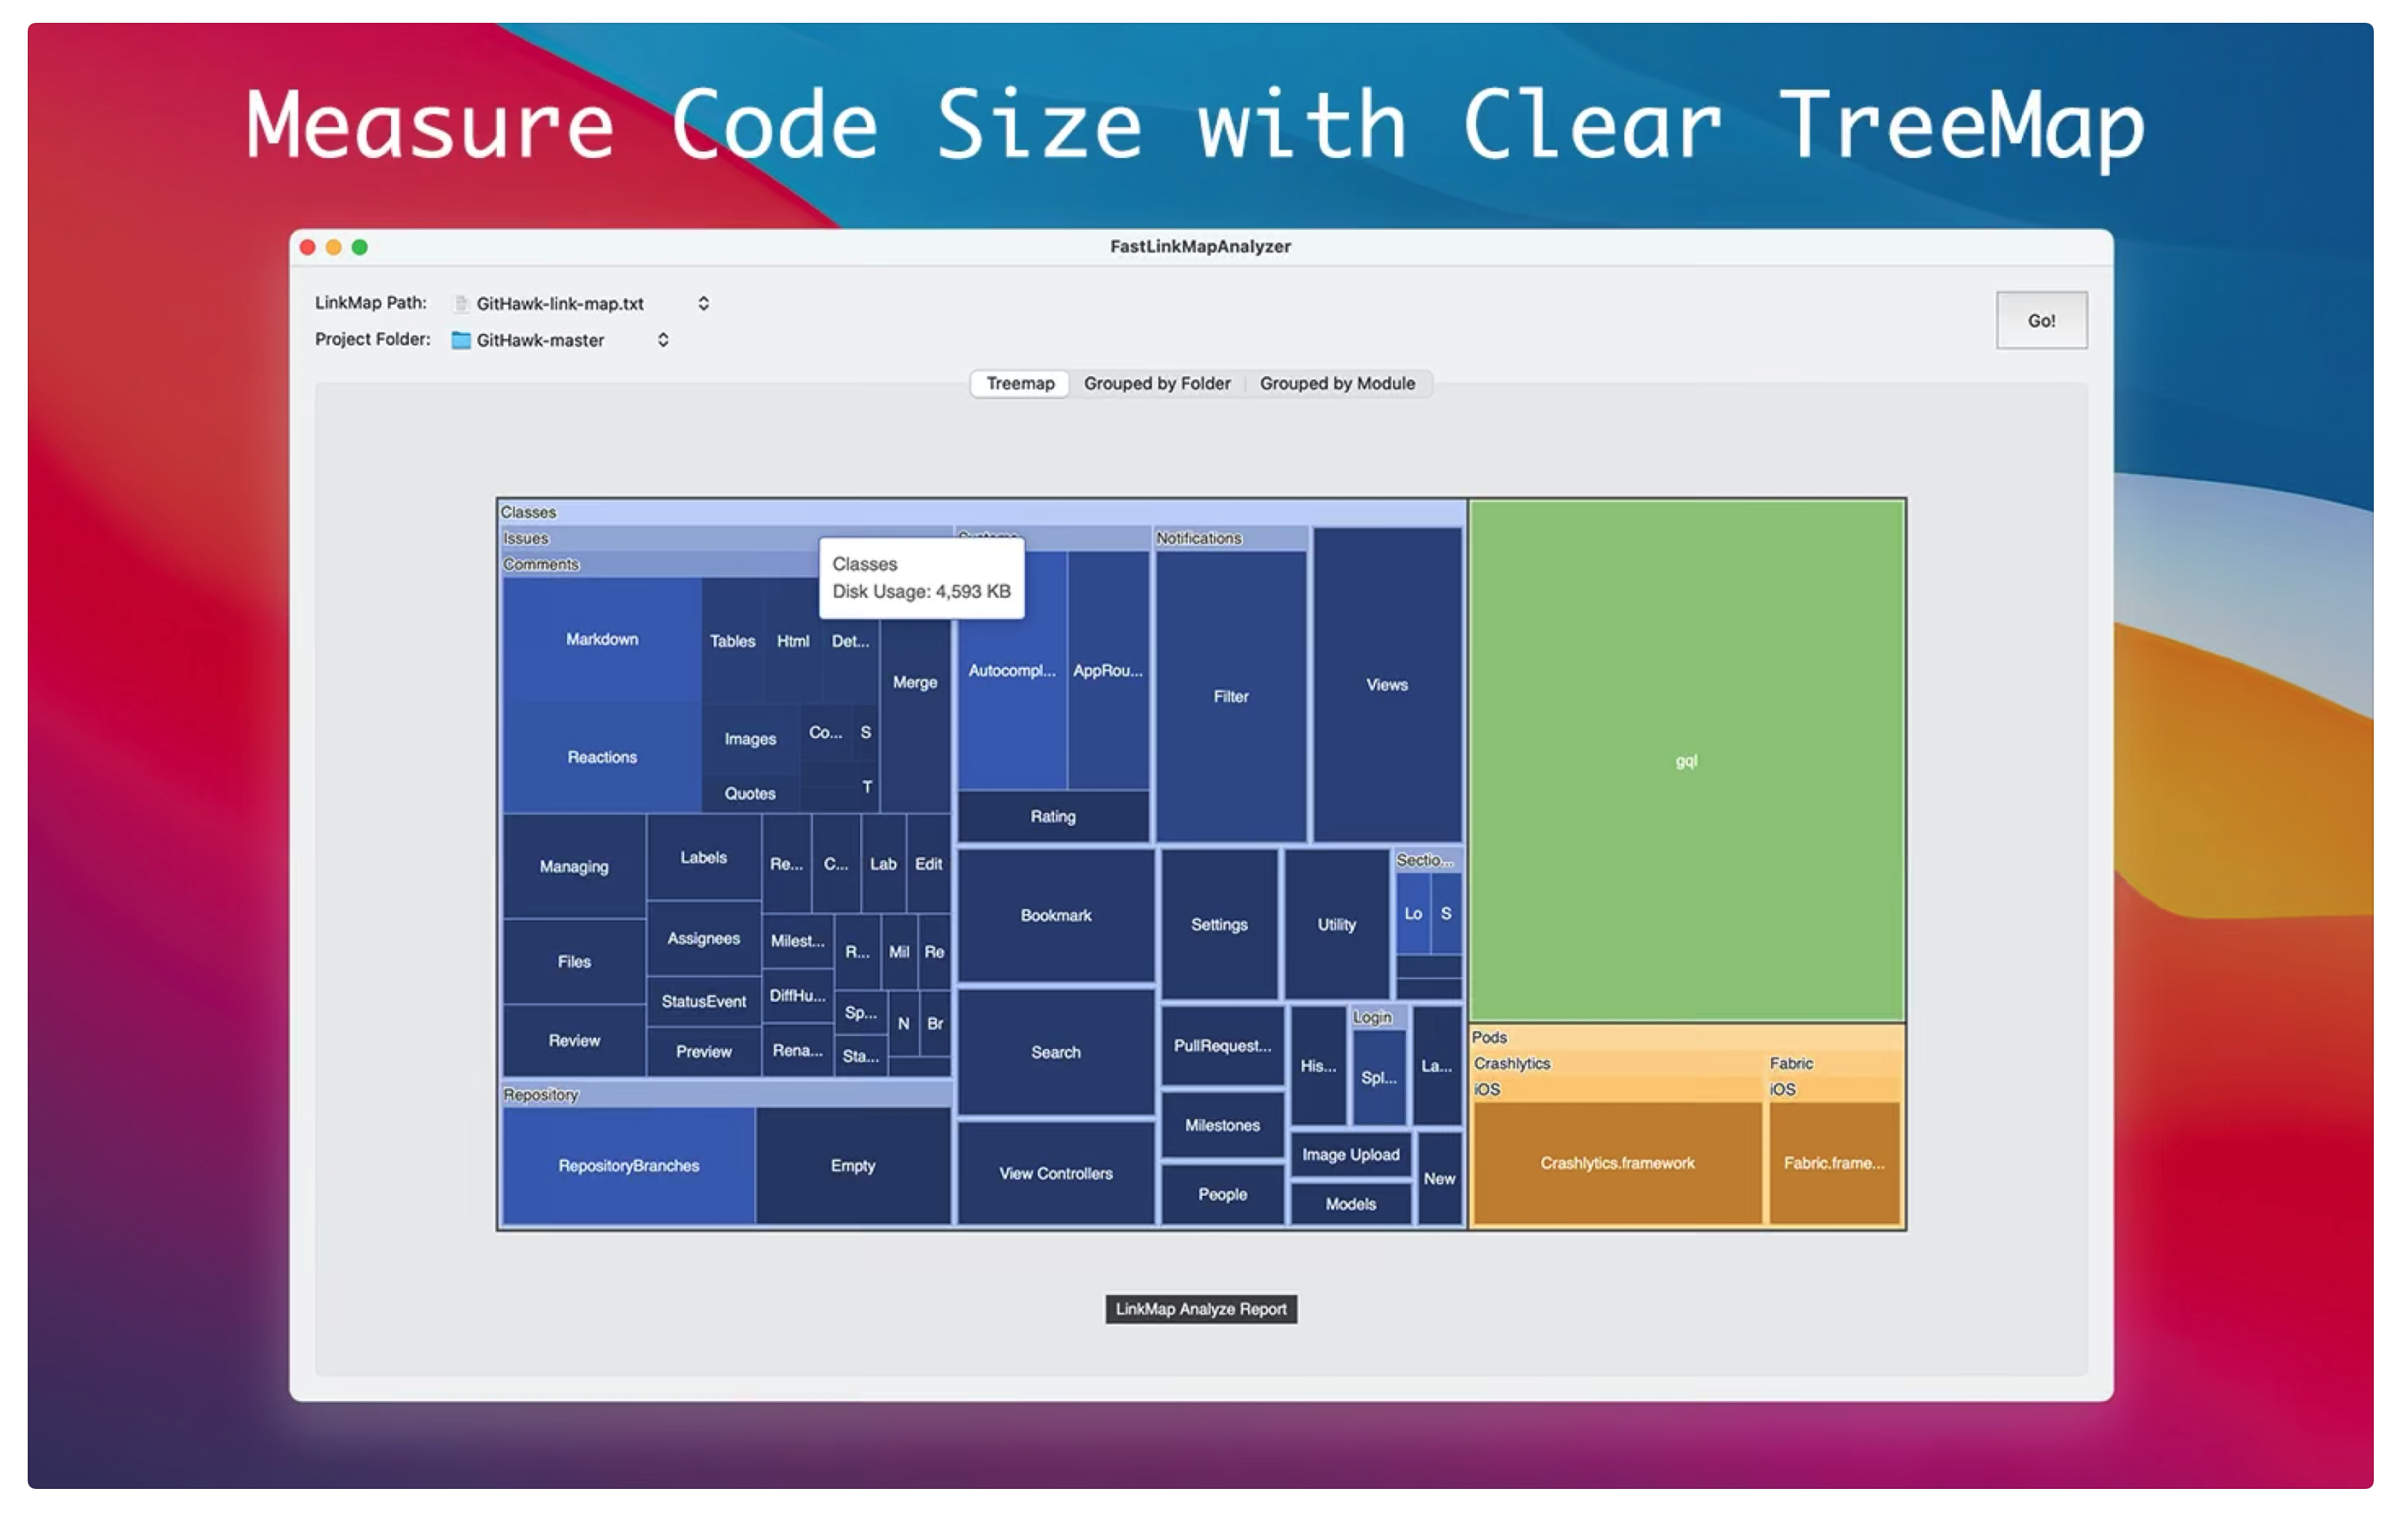 Measure Code Size with Clear TreeMap
FastLinkMapAnalyzer
LinkMap Path: GitHawk-link-map.txt
Go!
Project Folder: GitHawk-master
Treemap Grouped by Folder Grouped by Module
Classes
Issues
Notifications
Comments
Classes
Disk Usage: 4,593 KB
Markdown
Tables Html Det...
Merge
Autocompl... AppRou...
Filter
Views
Reactions
Images Co... S
Quotes T
Rating
gql
Managing
Labels
Re... C... Lab Edit
Files
Assignees
Milest... R... Mil Re
StatusEvent
DiffHu... Sp... N Br
Review
Preview
Rena... Sta...
Bookmark
Settings
Utility
Sectio...
Lo S
Search
PullRequest...
His...
Login
Spl...
La...
Milestones
Image Upload
New
View Controllers
People
Models
Repository
RepositoryBranches
Empty
Pods
Crashlytics Fabric
iOS iOS
Crashlytics.framework Fabric.frame...
LinkMap Analyze Report